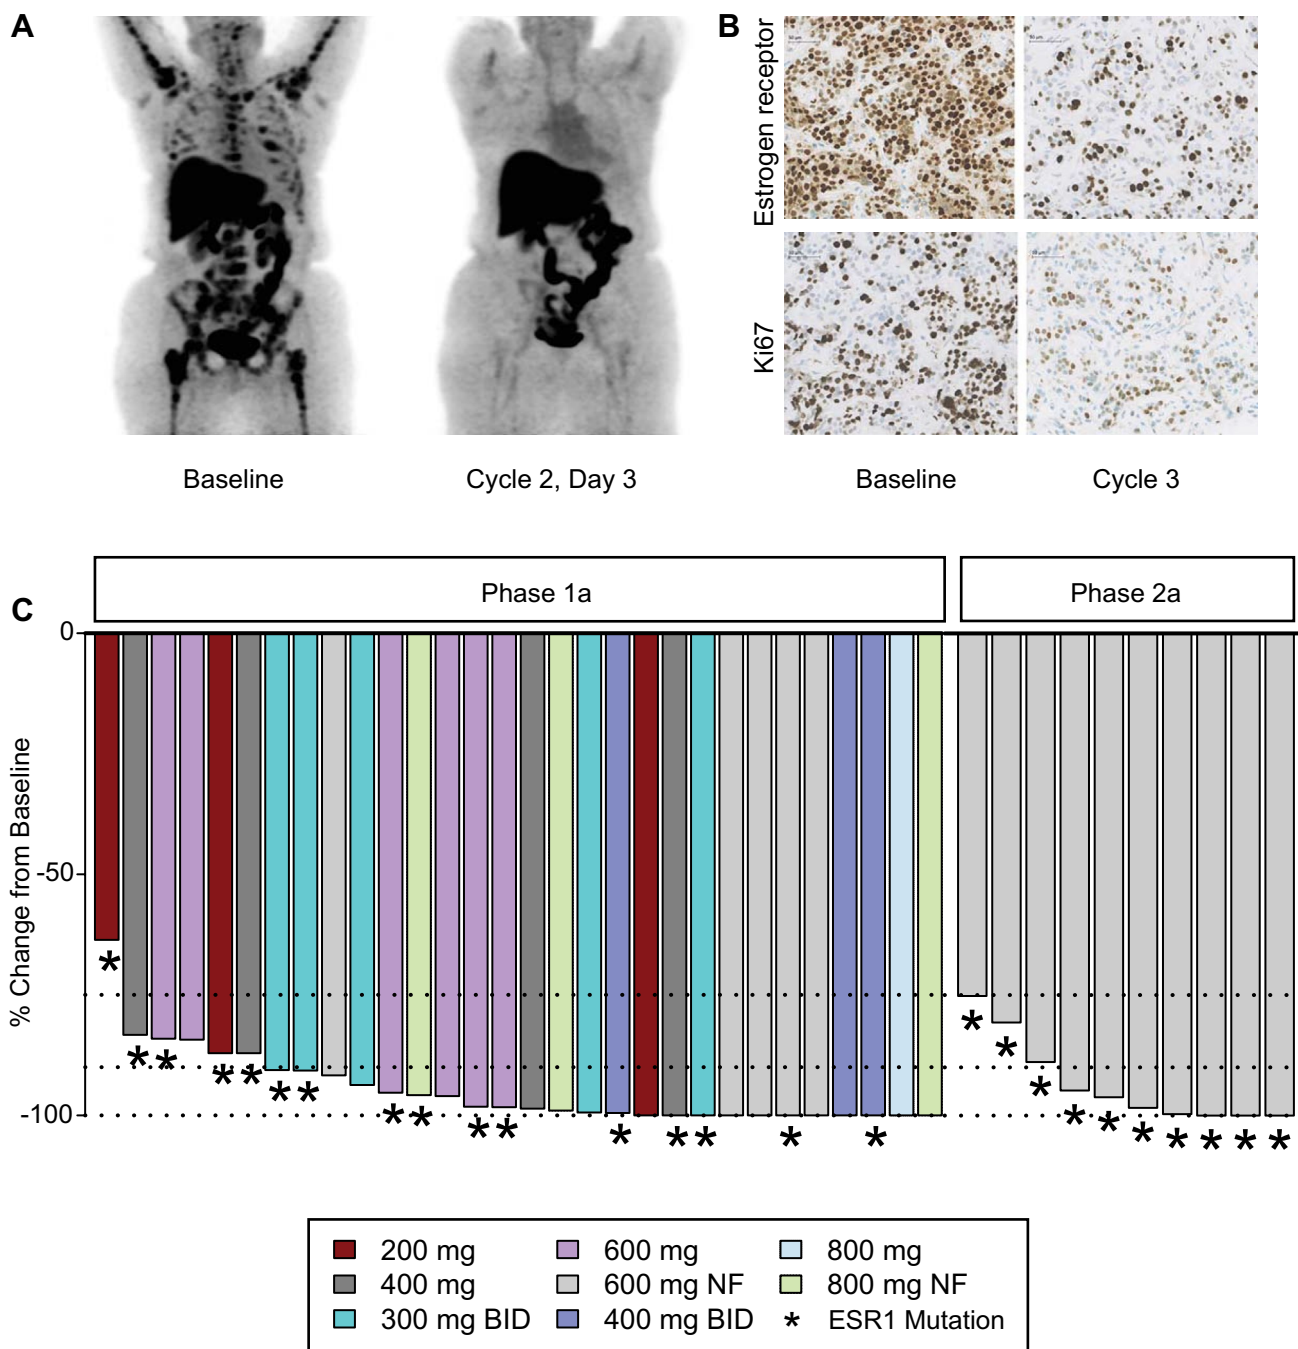 A
B
Estrogen receptor
Ki67
Baseline
Cycle 2, Day 3
Baseline
Cycle 3
C
Phase 1a
Phase 2a
% Change from Baseline
0
-50
-100
200 mg
600 mg
800 mg
400 mg
600 mg NF
800 mg NF
300 mg BID
400 mg BID
* ESR1 Mutation